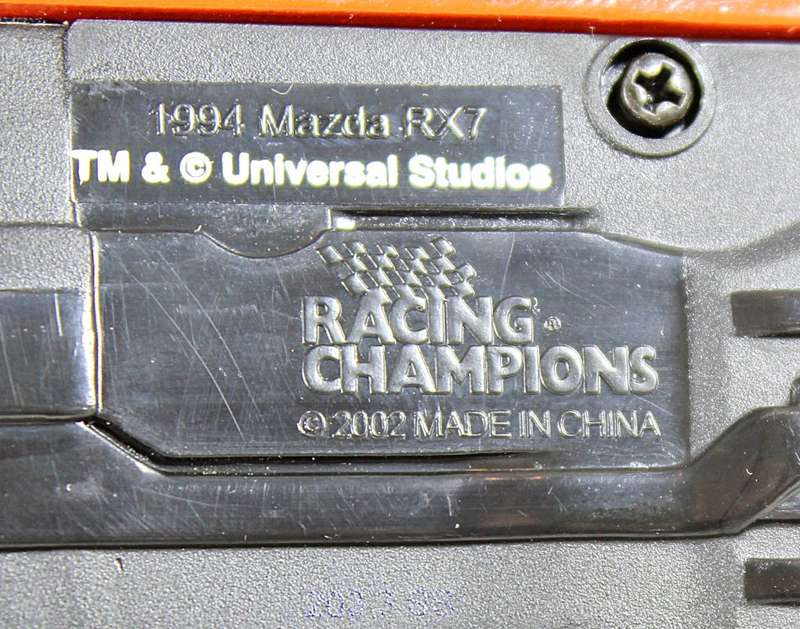 1994 Mazda RX7
TM & © Universal Studios
RACING ®
CHAMPIONS
© 2002 MADE IN CHINA